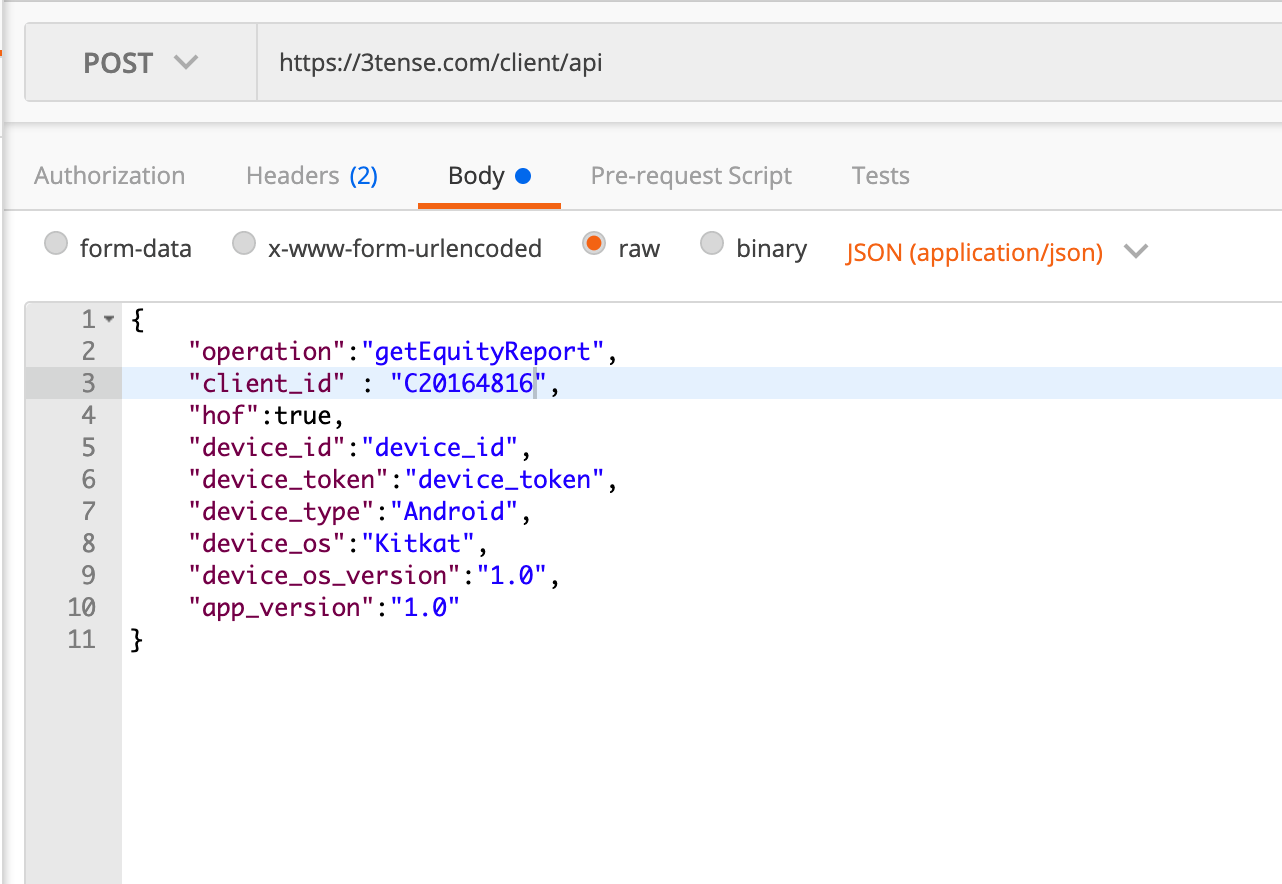 POST https://3tense.com/client/api
Authorization Headers (2) Body Pre-request Script Tests
form-data x-www-form-urlencoded raw binary JSON (application/json)
1 {
2 "operation":"getEquityReport",
3 "client_id" : "C20164816",
4 "hof":true,
5 "device_id":"device_id",
6 "device_token":"device_token",
7 "device_type":"Android",
8 "device_os":"Kitkat",
9 "device_os_version":"1.0",
10 "app_version":"1.0"
11 }